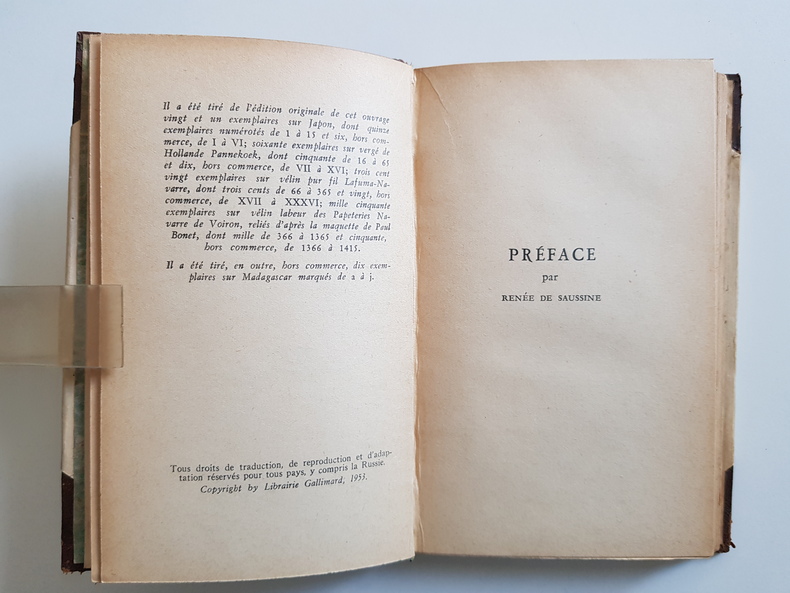 Il a été tiré de l'édition originale de cet ouvrage
vingt et un exemplaires sur Japon, dont quinze
exemplaires numérotés de 1 à 15 et six, hors com-
merce, de I à VI; soixante exemplaires sur vergé de
Hollande Pannekoek, dont cinquante de 16 à 65
et dix, hors commerce, de VII à XVI; trois cent
vingt exemplaires sur vélin pur fil Lafuma-Na-
varre, dont trois cents de 66 à 365 et vingt, hors
commerce, de XVII à XXXVI; mille cinquante
exemplaires sur vélin labeur des Papeteries Na-
varre de Voiron, reliés d'après la maquette de Paul
Bonet, dont mille de 366 à 1365 et cinquante,
hors commerce, de 1366 à 1415.
Il a été tiré, en outre, hors commerce, dix exem-
plaires sur Madagascar marqués de a à j.
Tous droits de traduction, de reproduction et d'adap-
tation réservés pour tous pays, y compris la Russie.
Copyright by Librairie Gallimard, 1953.
PRÉFACE
par
RENÉE DE SAUSSINE